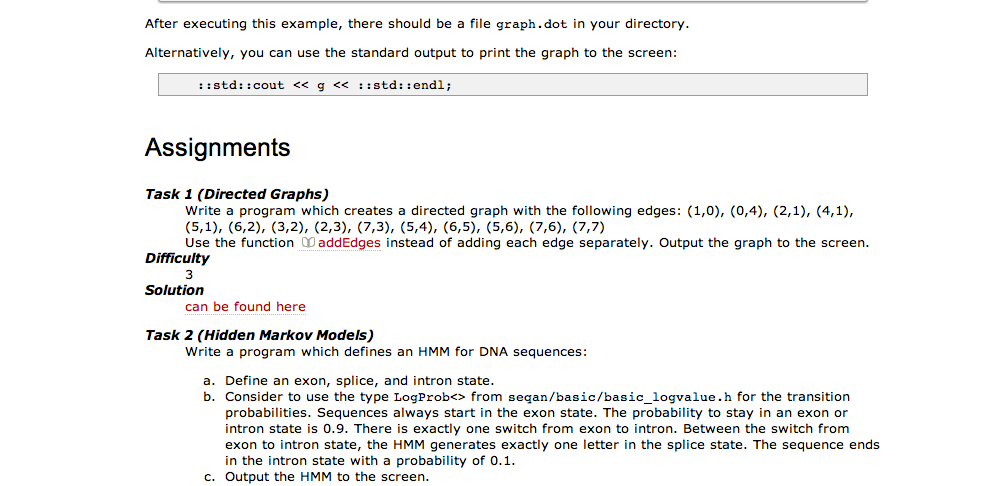 After executing this example, there should be a file graph.dot in your directory.
Alternatively, you can use the standard output to print the graph to the screen:
::std::cout << g << ::std::endl;
Assignments
Task 1 (Directed Graphs)
Write a program which creates a directed graph with the following edges: (1,0), (0,4), (2,1), (4,1),
(5,1), (6,2), (3,2), (2,3), (7,3), (5,4), (6,5), (5,6), (7,6), (7,7)
Use the function addEdges instead of adding each edge separately. Output the graph to the screen.
Difficulty
3
Solution
can be found here
Task 2 (Hidden Markov Models)
Write a program which defines an HMM for DNA sequences:
a. Define an exon, splice, and intron state.
b. Consider to use the type LogProb<> from seqan/basic/basic_logvalue.h for the transition
probabilities. Sequences always start in the exon state. The probability to stay in an exon or
intron state is 0.9. There is exactly one switch from exon to intron. Between the switch from
exon to intron state, the HMM generates exactly one letter in the splice state. The sequence ends
in the intron state with a probability of 0.1.
c. Output the HMM to the screen.